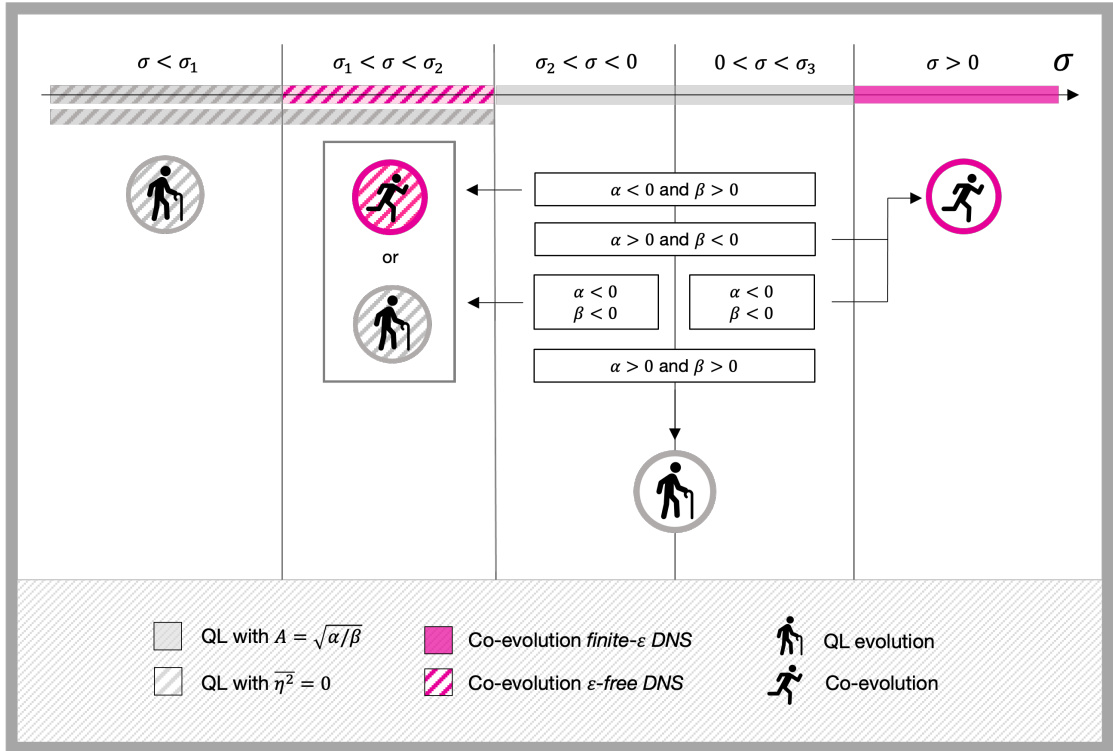 σ < σ₁
σ₁ < σ < σ₂
σ₂ < σ < 0
0 < σ < σ₃
σ > 0
σ
α < 0 and β > 0
α > 0 and β < 0
or
α < 0
β < 0
α < 0
β < 0
α > 0 and β > 0
QL with A = √α/β
Co-evolution finite-ε DNS
QL evolution
QL with η̅²̅ = 0
Co-evolution ε-free DNS
Co-evolution